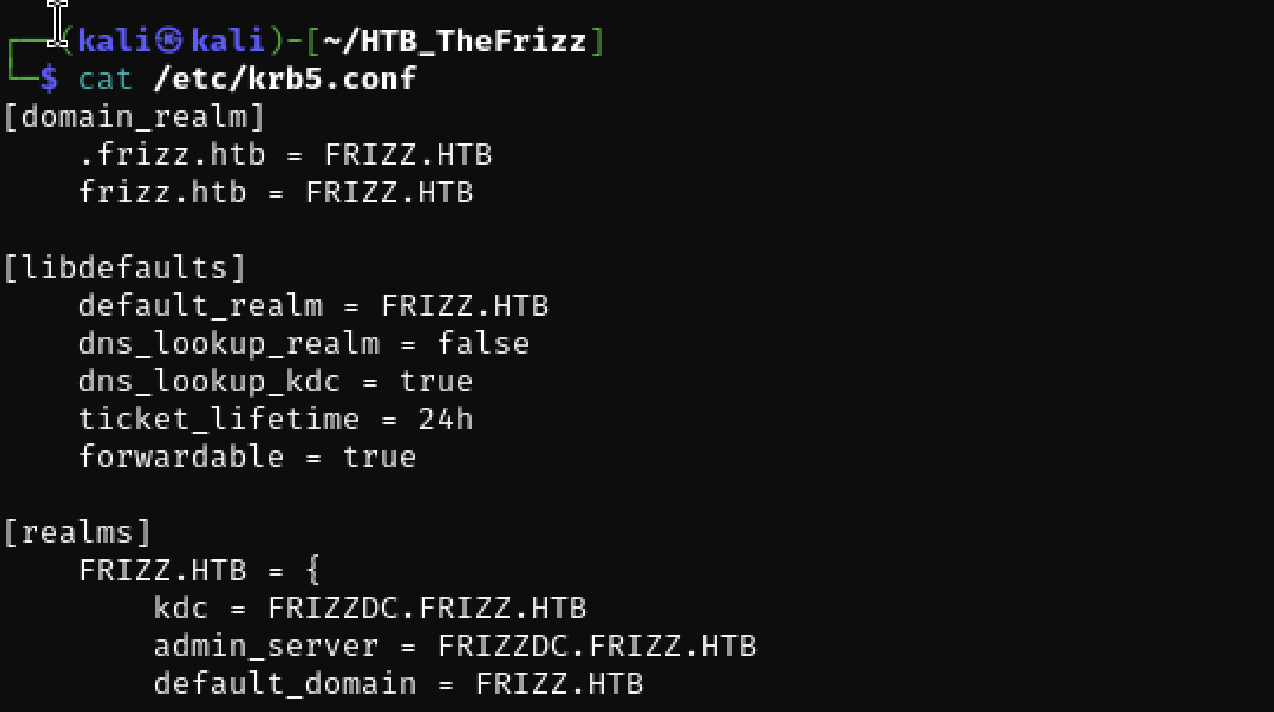 ┌──(kali㉿kali)-[~/HTB_TheFrizz]
└─$ cat /etc/krb5.conf
[domain_realm]
    .frizz.htb = FRIZZ.HTB
    frizz.htb = FRIZZ.HTB

[libdefaults]
    default_realm = FRIZZ.HTB
    dns_lookup_realm = false
    dns_lookup_kdc = true
    ticket_lifetime = 24h
    forwardable = true

[realms]
    FRIZZ.HTB = {
        kdc = FRIZZDC.FRIZZ.HTB
        admin_server = FRIZZDC.FRIZZ.HTB
        default_domain = FRIZZ.HTB